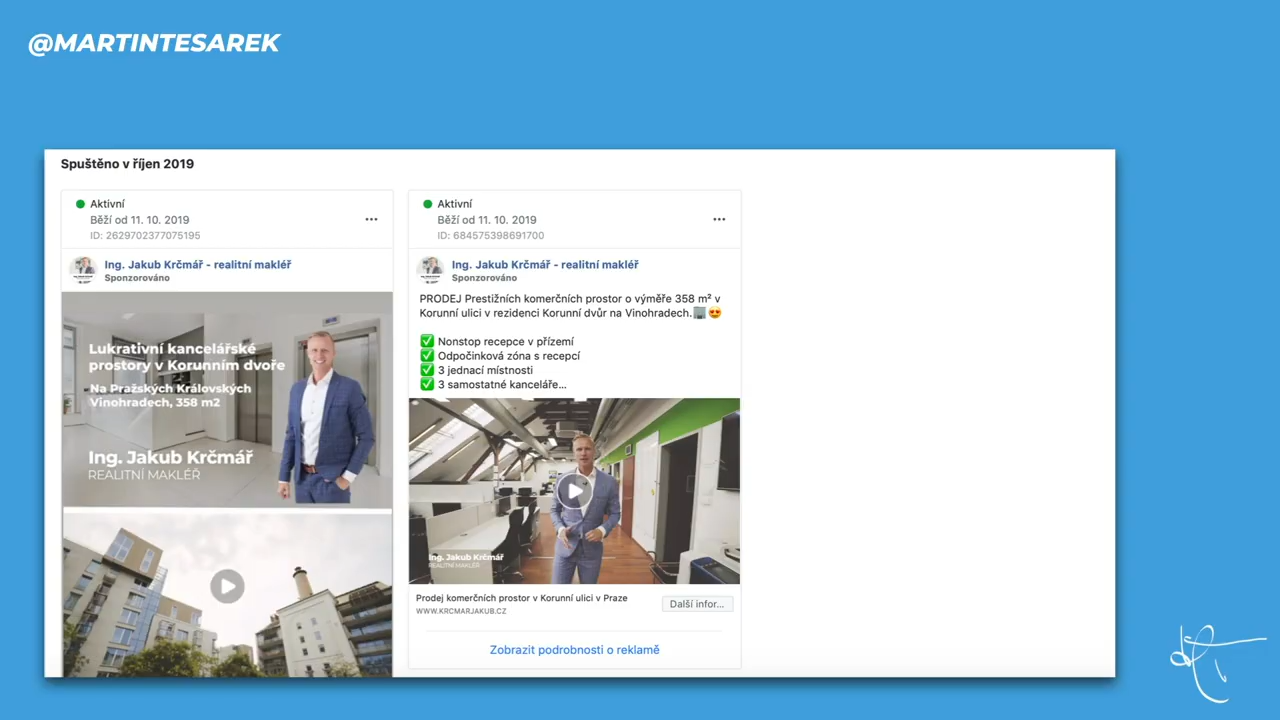 @MARTINTESAREK
Spuštěno v říjen 2019
Aktivní
Běží od 11. 10. 2019
ID: 2629702377075195
Ing. Jakub Krčmář - realitní makléř
Sponzorováno
Lukrativní kancelářské
prostory v Korunním dvoře
Na Pražských Královských
Vinohradech, 358 m2
Ing. Jakub Krčmář
REALITNÍ MAKLÉŘ
Aktivní
Běží od 11. 10. 2019
ID: 684575398691700
Ing. Jakub Krčmář - realitní makléř
Sponzorováno
PRODEJ Prestižních komerčních prostor o výměře 358 m² v
Korunní ulici v rezidenci Korunní dvůr na Vinohradech.🏢😍
✅ Nonstop recepce v přízemí
✅ Odpočinková zóna s recepcí
✅ 3 jednací místnosti
✅ 3 samostatné kanceláře...
Ing. Jakub Krčmář
REALITNÍ MAKLÉŘ
Prodej komerčních prostor v Korunní ulici v Praze
WWW.KRCMARJAKUB.CZ
Další infor...
Zobrazit podrobnosti o reklamě